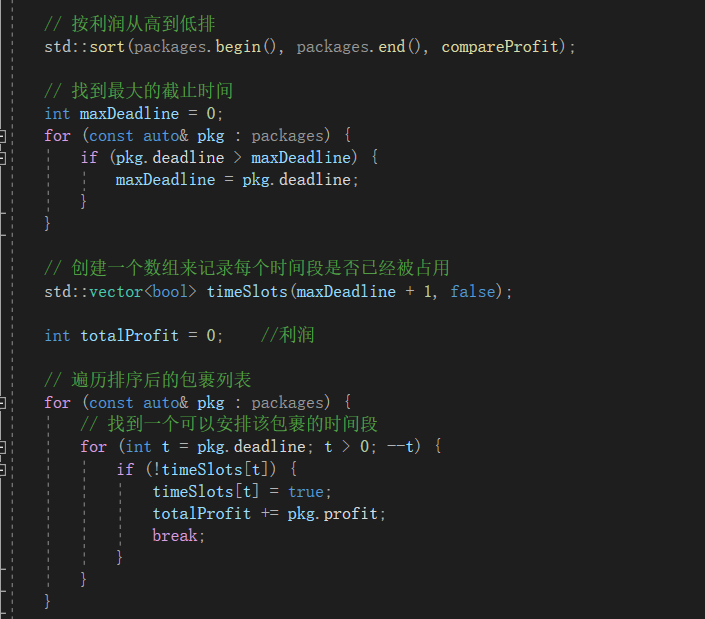 // 按利润从高到低排
std::sort(packages.begin(), packages.end(), compareProfit);
// 找到最大的截止时间
int maxDeadline = 0;
for (const auto& pkg : packages) {
if (pkg.deadline > maxDeadline) {
maxDeadline = pkg.deadline;
}
}
// 创建一个数组来记录每个时间段是否已经被占用
std::vector<bool> timeSlots(maxDeadline + 1, false);
int totalProfit = 0;    //利润
// 遍历排序后的包裹列表
for (const auto& pkg : packages) {
// 找到一个可以安排该包裹的时间段
for (int t = pkg.deadline; t > 0; --t) {
if (!timeSlots[t]) {
timeSlots[t] = true;
totalProfit += pkg.profit;
break;
}
}
}